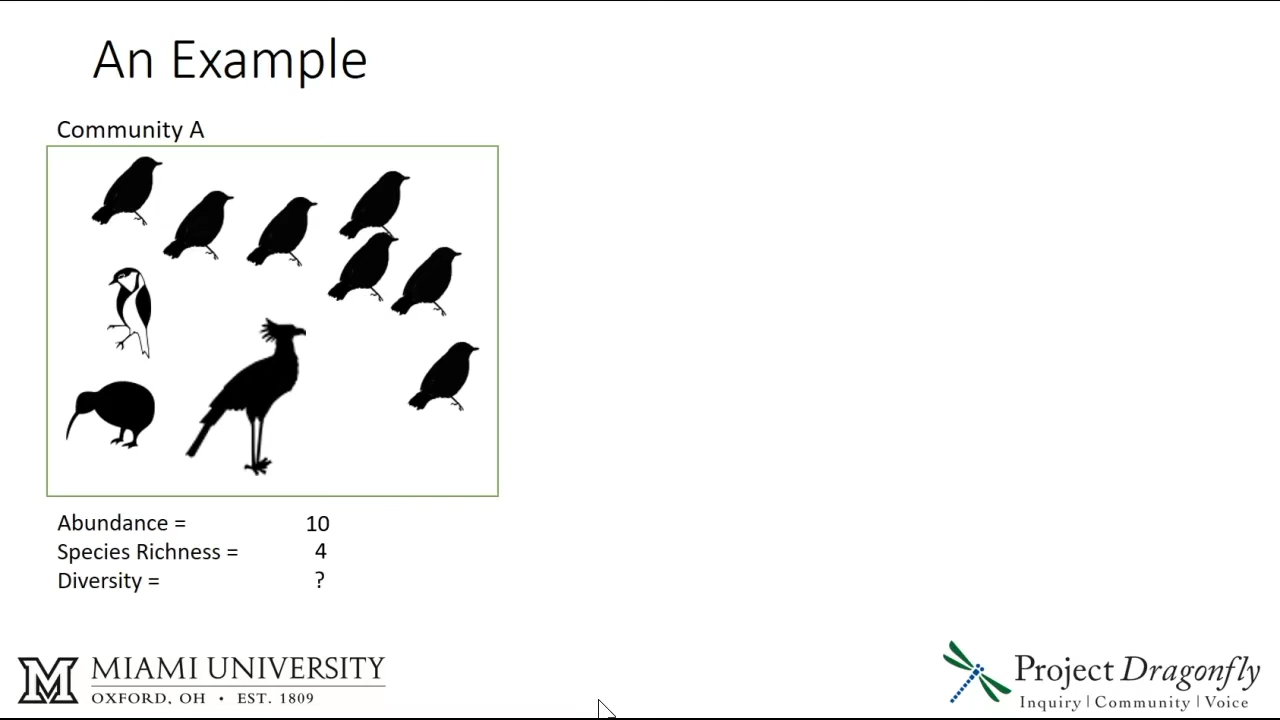 An Example
Community A
Abundance = 10
Species Richness = 4
Diversity = ?
M MIAMI UNIVERSITY
OXFORD, OH • EST. 1809
Project Dragonfly
Inquiry | Community | Voice